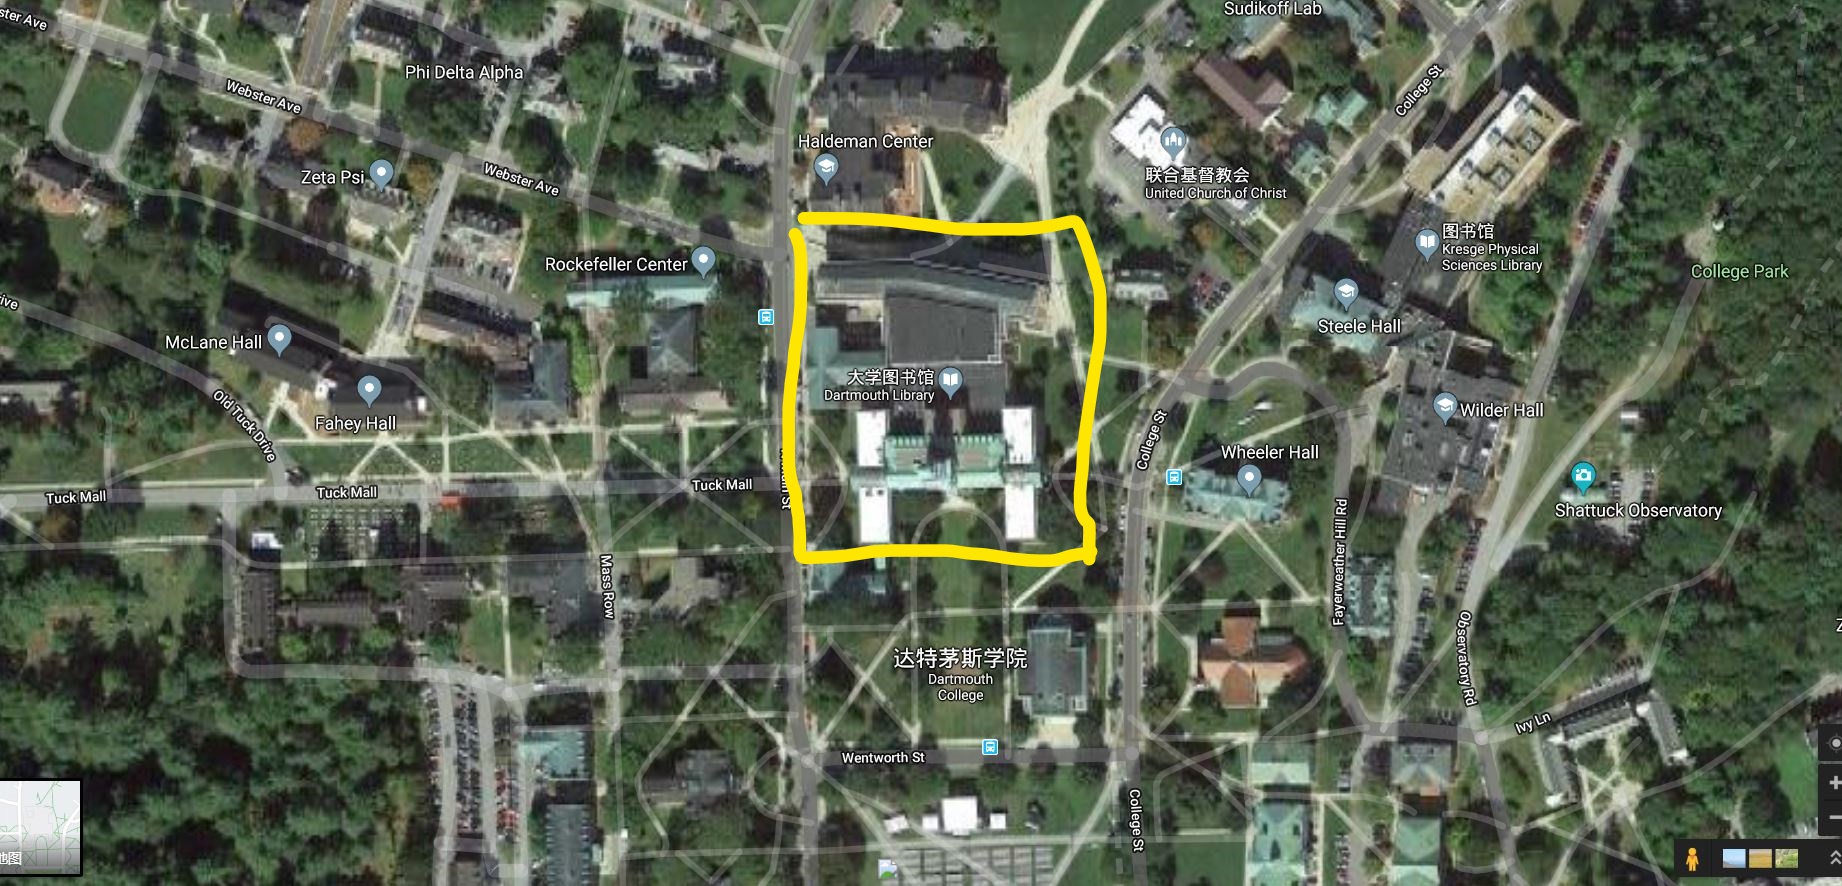 Sudikoff Lab
Webster Ave
Phi Delta Alpha
College St
Webster Ave
Haldeman Center
Zeta Psi
Webster Ave
联合基督教会
United Church of Christ
图书馆
Kresge Physical
Sciences Library
Rockefeller Center
College Park
Steele Hall
McLane Hall
大学图书馆
Dartmouth Library
Fahey Hall
Old Tuck Drive
Wilder Hall
College St
Wheeler Hall
Tuck Mall
Tuck Mall
Tuck Mall
Shattuck Observatory
Fayerweather Hill Rd
Mass Row
Observatory Rd
达特茅斯学院
Dartmouth
College
Ivy Ln
Wentworth St
College St